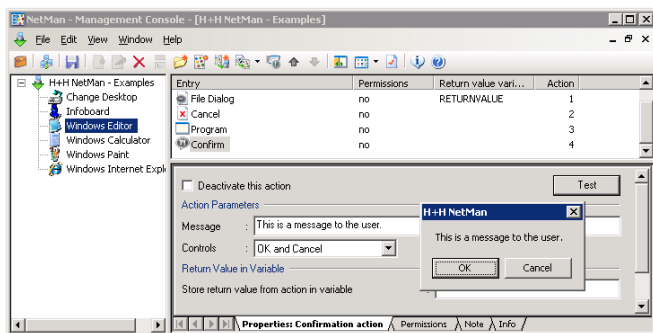 NetMan - Management Console - [H+H NetMan - Examples]
File Edit View Window Help
H+H NetMan - Examples
Change Desktop
Infoboard
Windows Editor
Windows Calculator
Windows Paint
Windows Internet Expl
Entry Permissions Return value vari... Action
File Dialog no RETURNVALUE 1
Cancel no 2
Program no 3
Confirm no 4
Deactivate this action Test
Action Parameters
Message : This is a message to the user.
Controls : OK and Cancel
Return Value in Variable
Store return value from action in variable :
H+H NetMan
This is a message to the user.
OK Cancel
Properties: Confirmation action Permissions Note Info